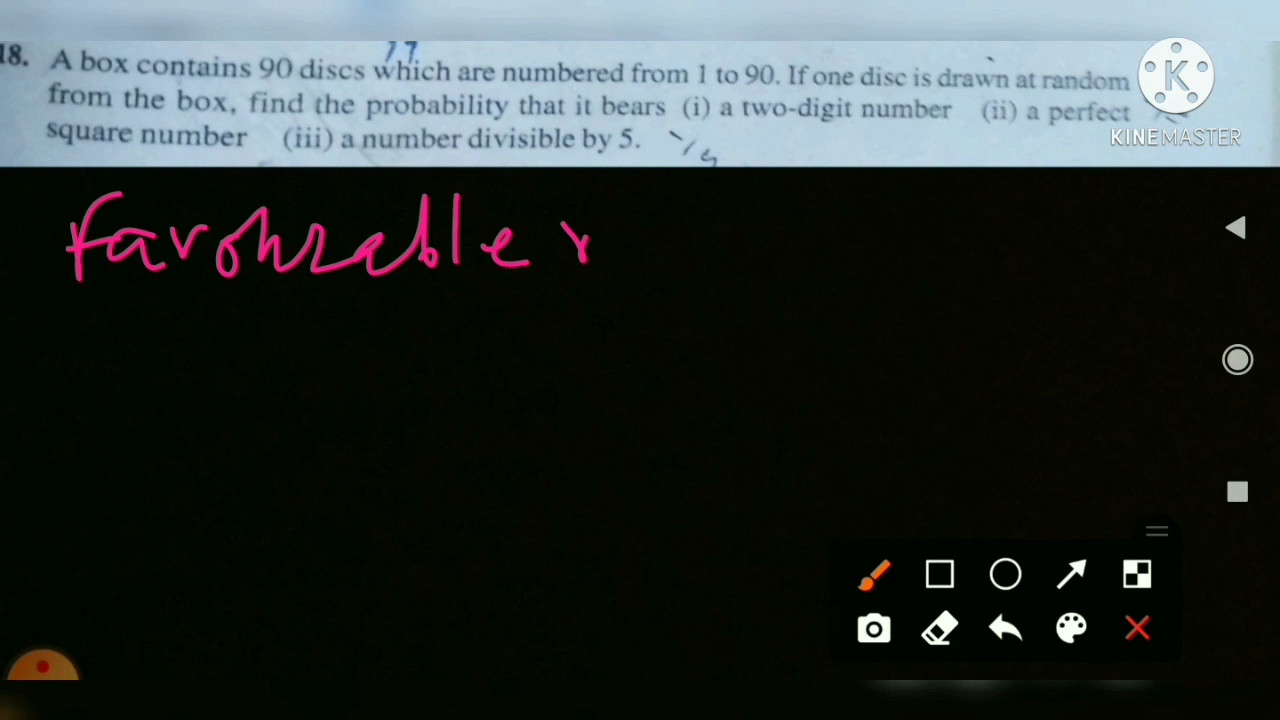 18. A box contains 90 discs which are numbered from 1 to 90. If one disc is drawn at random
from the box, find the probability that it bears (i) a two-digit number (ii) a perfect
square number (iii) a number divisible by 5.
K
KINEMASTER
Favourable